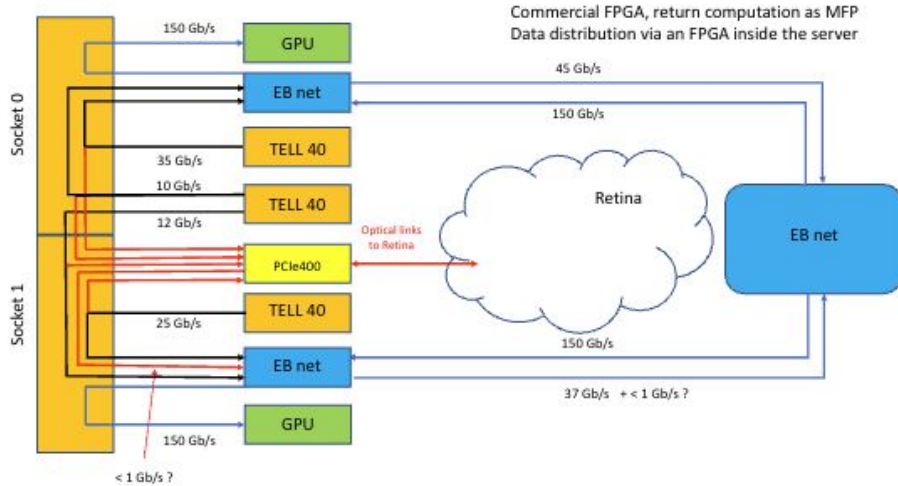 Commercial FPGA, return computation as MFP
Data distribution via an FPGA inside the server
150 Gb/s
GPU
45 Gb/s
EB net
150 Gb/s
Socket 0
TELL 40
35 Gb/s
10 Gb/s
TELL 40
12 Gb/s
Retina
Optical links
to Retina
EB net
PCIe400
Socket 1
TELL 40
25 Gb/s
150 Gb/s
EB net
37 Gb/s + < 1 Gb/s ?
GPU
150 Gb/s
< 1 Gb/s ?